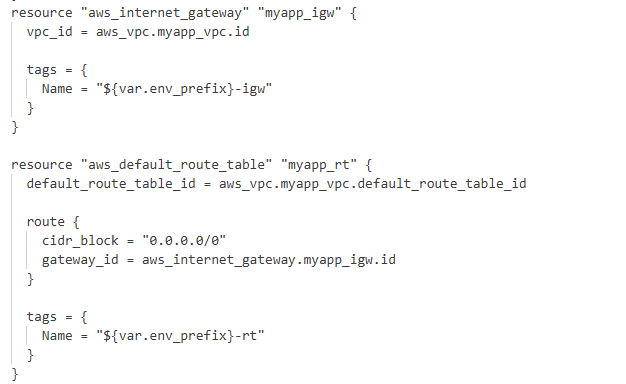 resource "aws_internet_gateway" "myapp_igw" {
  vpc_id = aws_vpc.myapp_vpc.id

  tags = {
    Name = "${var.env_prefix}-igw"
  }
}

resource "aws_default_route_table" "myapp_rt" {
  default_route_table_id = aws_vpc.myapp_vpc.default_route_table_id

  route {
    cidr_block = "0.0.0.0/0"
    gateway_id = aws_internet_gateway.myapp_igw.id
  }

  tags = {
    Name = "${var.env_prefix}-rt"
  }
}